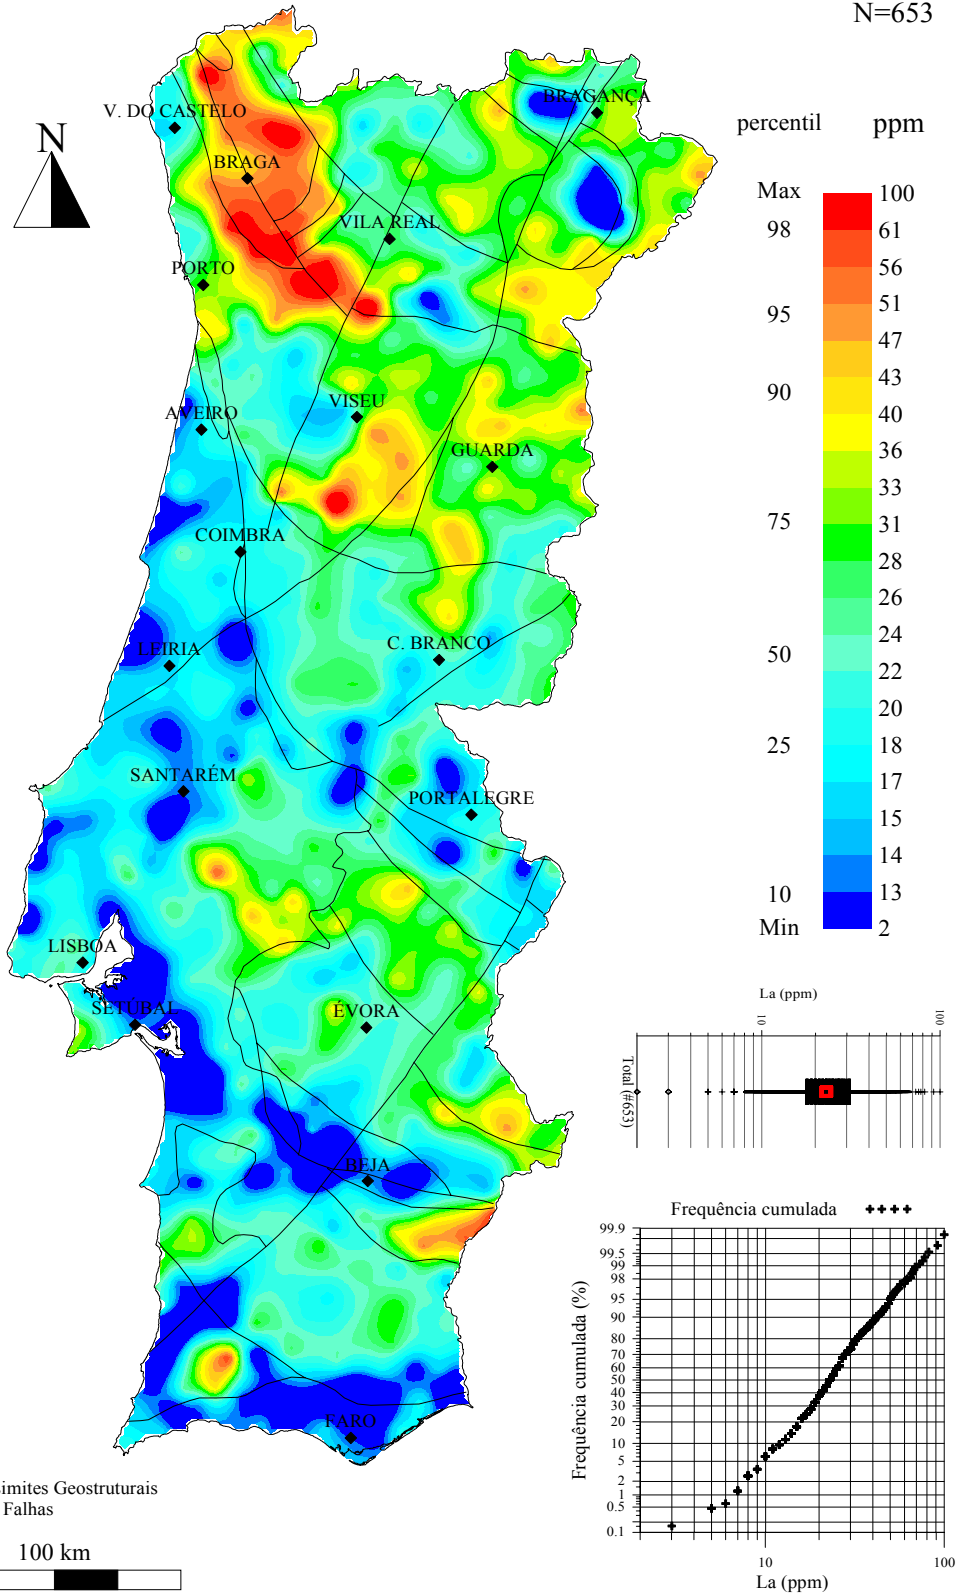 N=653
N
V. DO CASTELO
BRAGANÇA
BRAGA
VILA REAL
PORTO
AVEIRO
VISEU
GUARDA
COIMBRA
LEIRIA
C. BRANCO
SANTARÉM
PORTALEGRE
LISBOA
SETÚBAL
ÉVORA
BEJA
FARO
percentil ppm
Max 100
98 61
56
95 51
47
90 43
40
36
33
75 31
28
26
50 24
22
20
25 18
17
15
14
10 13
Min 2
La (ppm)
Total (#653)
Frequência cumulada
Frequência cumulada (%)
99.9
99.5
99
98
95
90
80
70
60
50
40
30
20
10
5
2
1
0.5
0.1
10 100
La (ppm)
imites Geostruturais
Falhas
100 km